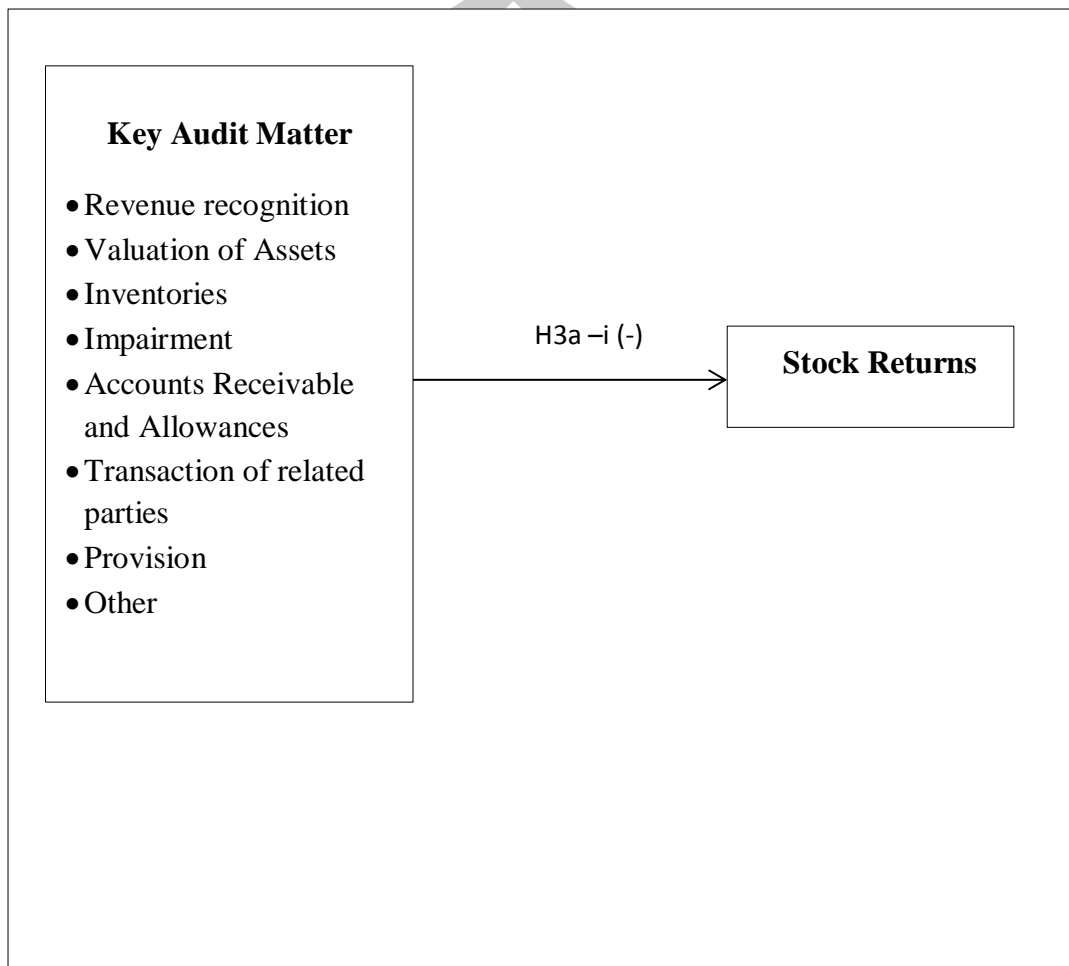 Key Audit Matter
• Revenue recognition
• Valuation of Assets
• Inventories
• Impairment
• Accounts Receivable
and Allowances
• Transaction of related
parties
• Provision
• Other
H3a –i (-)
Stock Returns